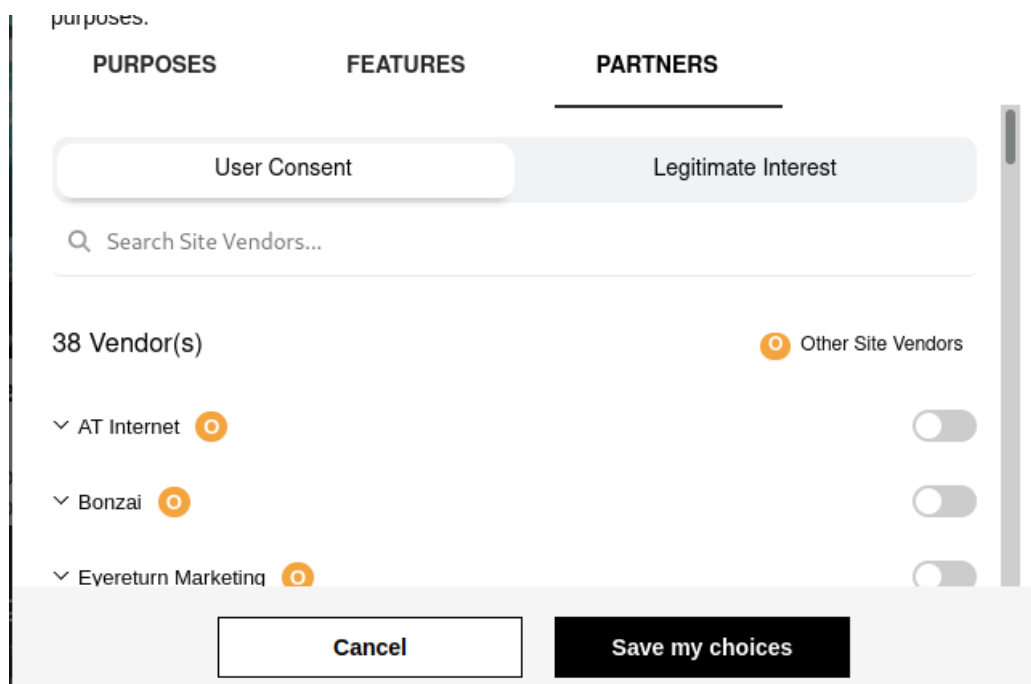 purposes.
PURPOSES FEATURES PARTNERS
User Consent Legitimate Interest
Search Site Vendors...
38 Vendor(s) O Other Site Vendors
AT Internet O
Bonzai O
Eyereturn Marketing O
Cancel Save my choices